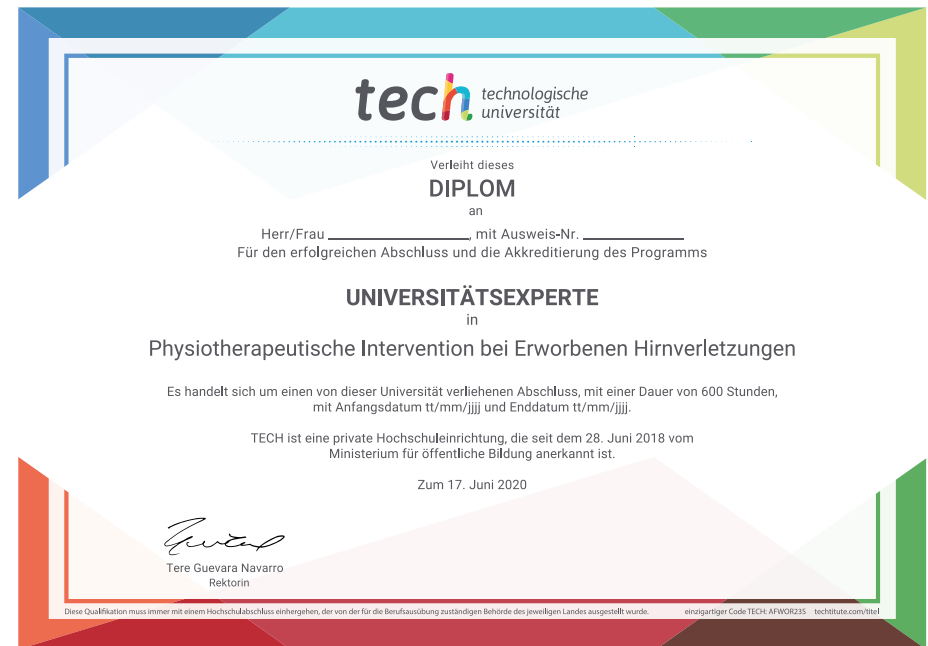 tech technologische
universität
Verleiht dieses
DIPLOM
an
Herr/Frau ____________________, mit Ausweis-Nr. ______________
Für den erfolgreichen Abschluss und die Akkreditierung des Programms
UNIVERSITÄTSEXPERTE
in
Physiotherapeutische Intervention bei Erworbenen Hirnverletzungen
Es handelt sich um einen von dieser Universität verliehenen Abschluss, mit einer Dauer von 600 Stunden,
mit Anfangsdatum tt/mm/jjjj und Enddatum tt/mm/jjjj.
TECH ist eine private Hochschuleinrichtung, die seit dem 28. Juni 2018 vom
Ministerium für öffentliche Bildung anerkannt ist.
Zum 17. Juni 2020
Tere Guevara Navarro
Rektorin
Diese Qualifikation muss immer mit einem Hochschulabschluss einhergehen, der von der für die Berufsausübung zuständigen Behörde des jeweiligen Landes ausgestellt wurde. einzigartiger Code TECH: AFWOR23S techtitute.com/titel